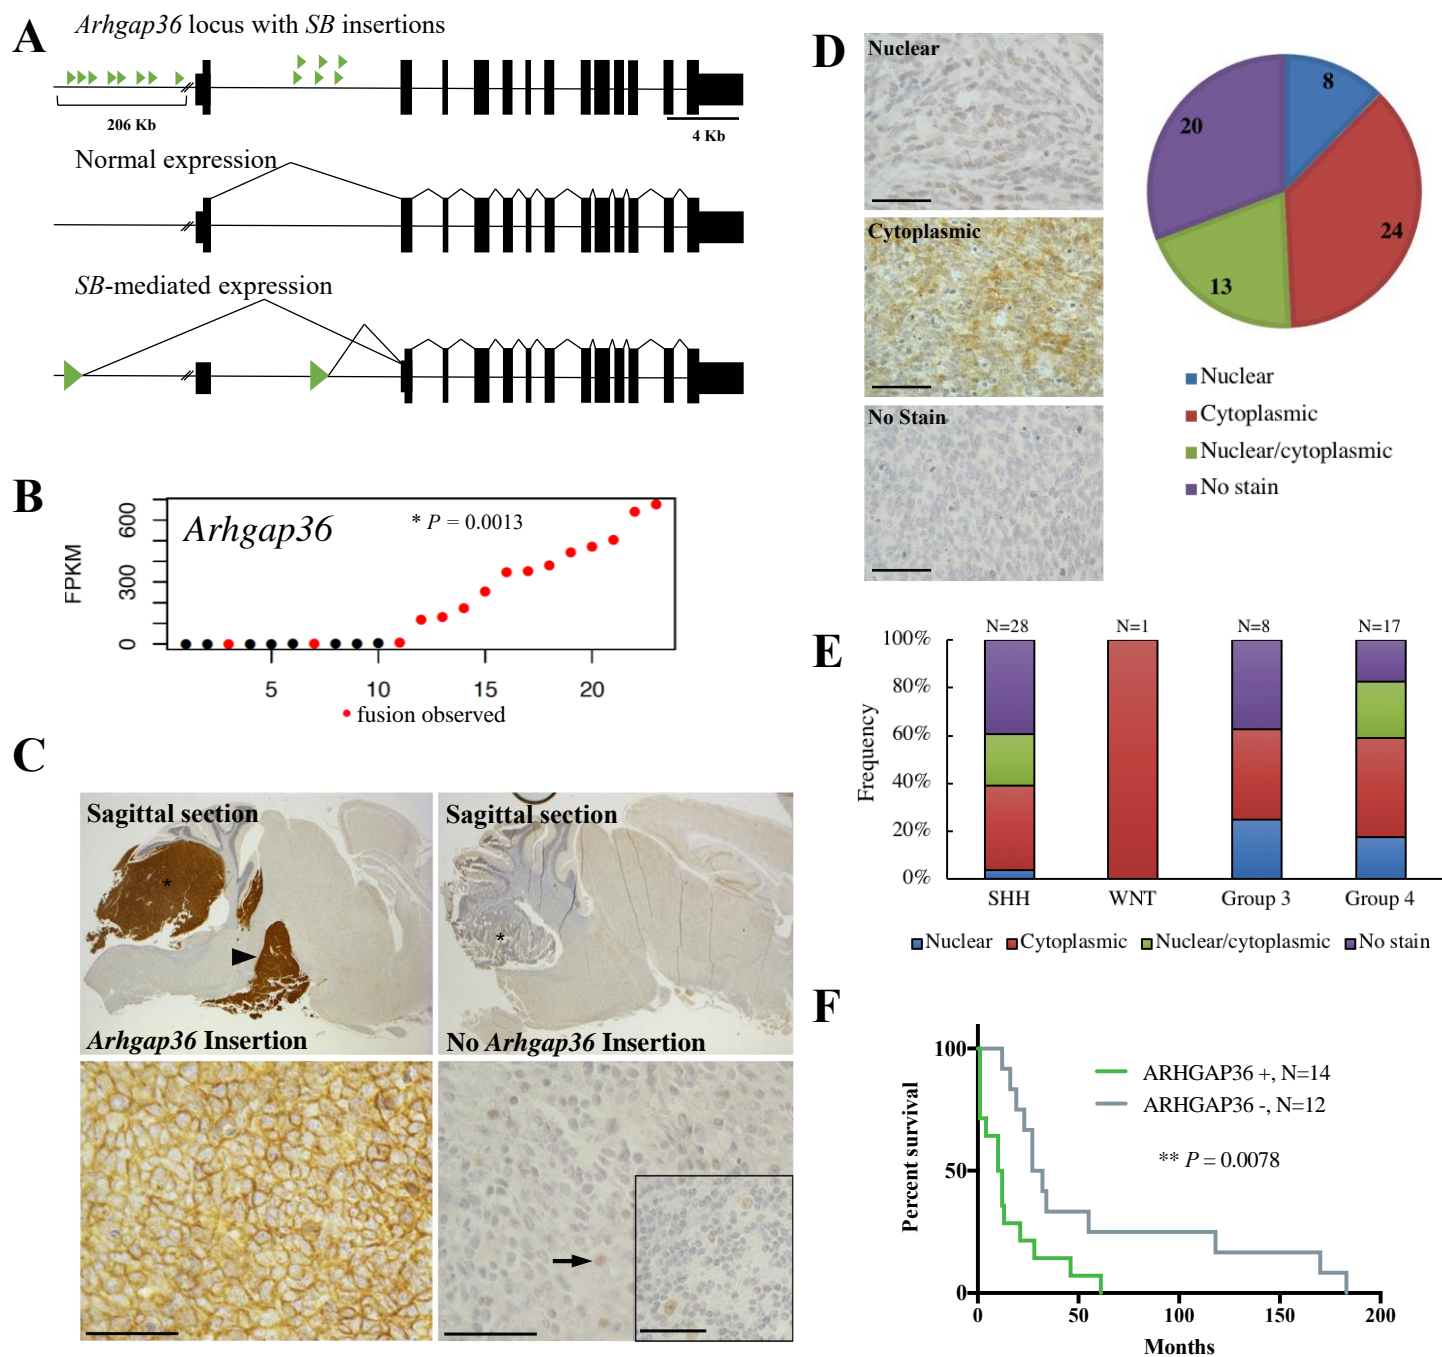 A
Arhgap36 locus with SB insertions
206 Kb
4 Kb
Normal expression
SB-mediated expression
B
Arhgap36
* P = 0.0013
FPKM
600
300
0
5
10
15
20
fusion observed
C
Sagittal section
*
Arhgap36 Insertion
Sagittal section
*
No Arhgap36 Insertion
D
Nuclear
Cytoplasmic
No Stain
8
24
13
20
Nuclear
Cytoplasmic
Nuclear/cytoplasmic
No stain
E
N=28
N=1
N=8
N=17
100%
80%
60%
40%
20%
0%
Frequency
SHH
WNT
Group 3
Group 4
Nuclear
Cytoplasmic
Nuclear/cytoplasmic
No stain
F
100
50
0
Percent survival
ARHGAP36 +, N=14
ARHGAP36 -, N=12
** P = 0.0078
0
50
100
150
200
Months